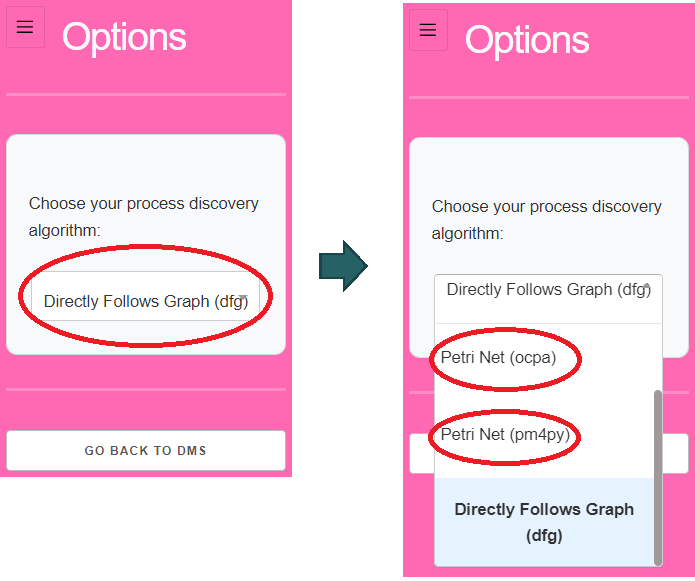 Options
Choose your process discovery
algorithm:
Directly Follows Graph (dfg)
GO BACK TO DMS
Options
Choose your process discovery
algorithm:
Directly Follows Graph (dfg)
Petri Net (ocpa)
Petri Net (pm4py)
Directly Follows Graph
(dfg)